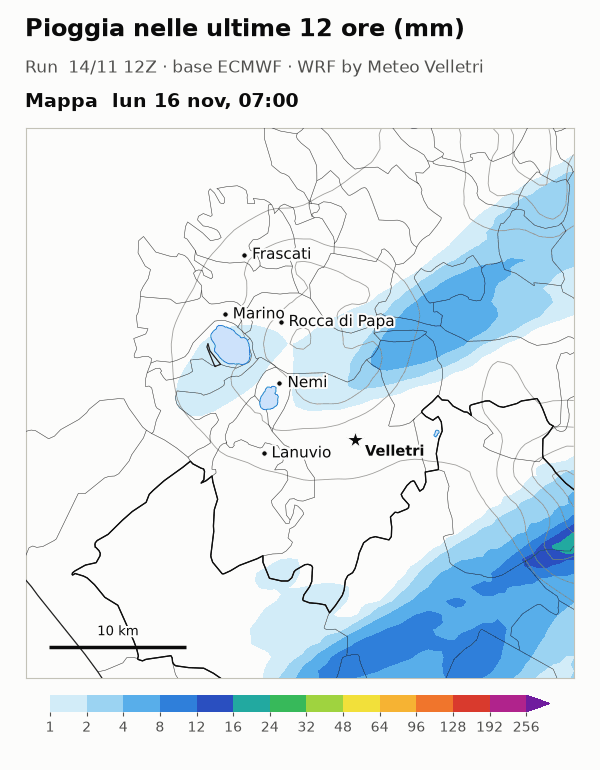 Pioggia nelle ultime 12 ore (mm)
Run  14/11 12Z · base ECMWF · WRF by Meteo Velletri
Mappa  lun 16 nov, 07:00
Frascati
Marino
Rocca di Papa
Nemi
Velletri
Lanuvio
10 km
1 2 4 8 12 16 24 32 48 64 96 128 192 256